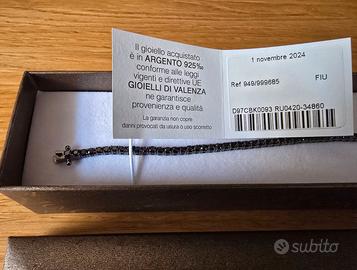 Il gioiello acquistato
è in ARGENTO 925‰
conforme alle leggi
vigenti e direttive UE
GIOIELLI DI VALENZA
ne garantisce
provenienza e qualità
La garanzia non copre
danni provocati da usura o uso scorretto
1 novembre 2024
Ref 949/999685
FIU
D97CBK0093 RU0420-34860
subito